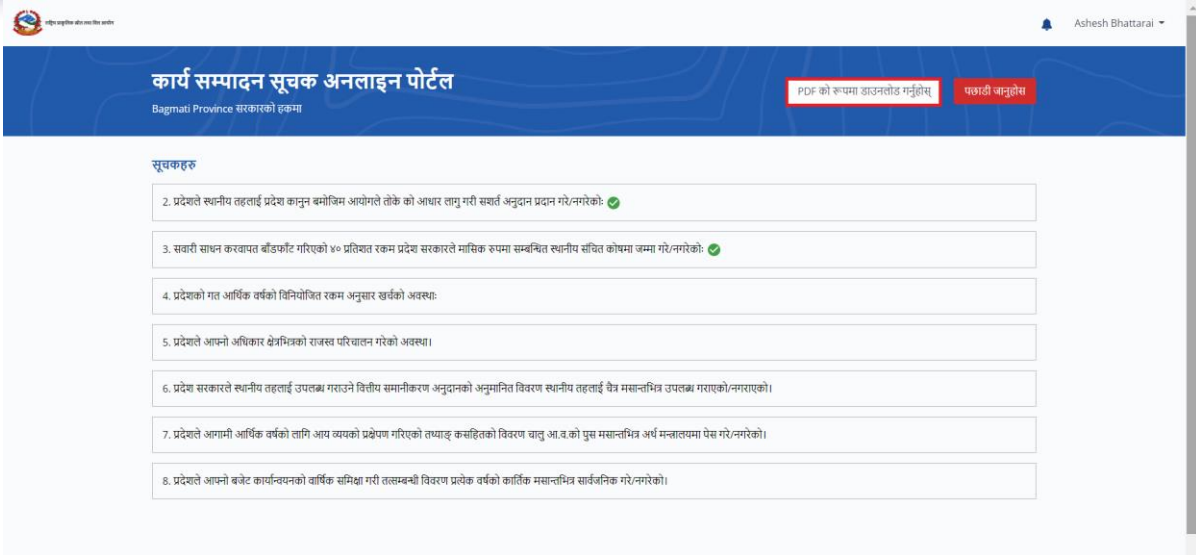 राष्ट्रिय प्राकृतिक स्रोत तथा वित्त आयोग
Ashesh Bhattarai
कार्य सम्पादन सूचक अनलाइन पोर्टल
Bagmati Province सरकारको हकमा
PDF को रूपमा डाउनलोड गर्नुहोस्
पछाडी जानुहोस
सूचकहरु
2. प्रदेशले स्थानीय तहलाई प्रदेश कानुन बमोजिम आयोगले तोके को आधार लागु गरी सशर्त अनुदान प्रदान गरे/नगरेकोः
3. सवारी साधन करवापत बाँडफाँट गरिएको ४० प्रतिशत रकम प्रदेश सरकारले मासिक रुपमा सम्बन्धित स्थानीय संचित कोषमा जम्मा गरे/नगरेकोः
4. प्रदेशको गत आर्थिक वर्षको विनियोजित रकम अनुसार खर्चको अवस्थाः
5. प्रदेशले आफ्नो अधिकार क्षेत्रभित्रको राजस्व परिचालन गरेको अवस्था।
6. प्रदेश सरकारले स्थानीय तहलाई उपलब्ध गराउने वित्तीय समानीकरण अनुदानको अनुमानित विवरण स्थानीय तहलाई चैत्र मसान्तभित्र उपलब्ध गराएको/नगराएको।
7. प्रदेशले आगामी आर्थिक वर्षको लागि आय व्ययको प्रक्षेपण गरिएको तथ्याङ् कसहितको विवरण चालु आ.व.को पुस मसान्तभित्र अर्थ मन्त्रालयमा पेस गरे/नगरेको।
8. प्रदेशले आफ्नो बजेट कार्यान्वयनको वार्षिक समिक्षा गरी तत्सम्बन्धी विवरण प्रत्येक वर्षको कार्तिक मसान्तभित्र सार्वजनिक गरे/नगरेको।